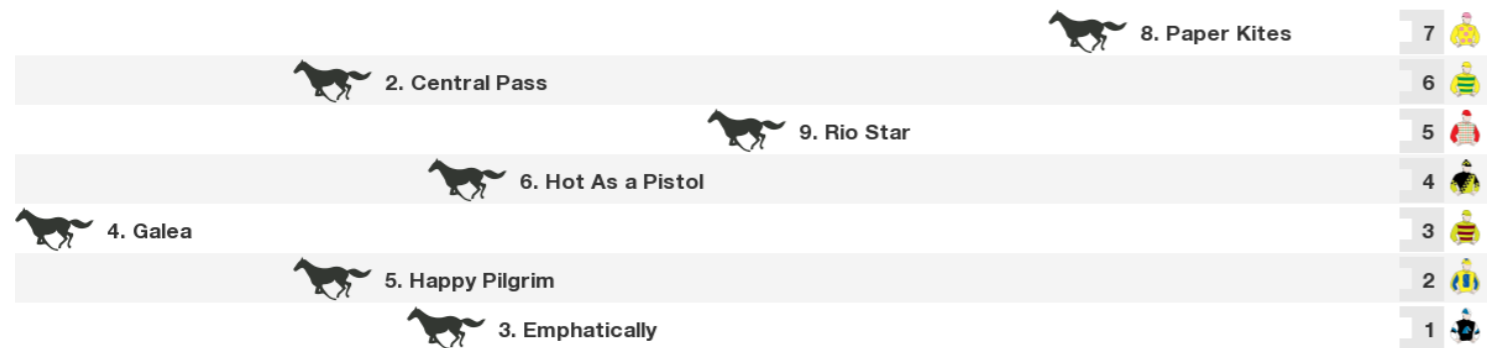 8. Paper Kites 7
2. Central Pass 6
9. Rio Star 5
6. Hot As a Pistol 4
4. Galea 3
5. Happy Pilgrim 2
3. Emphatically 1